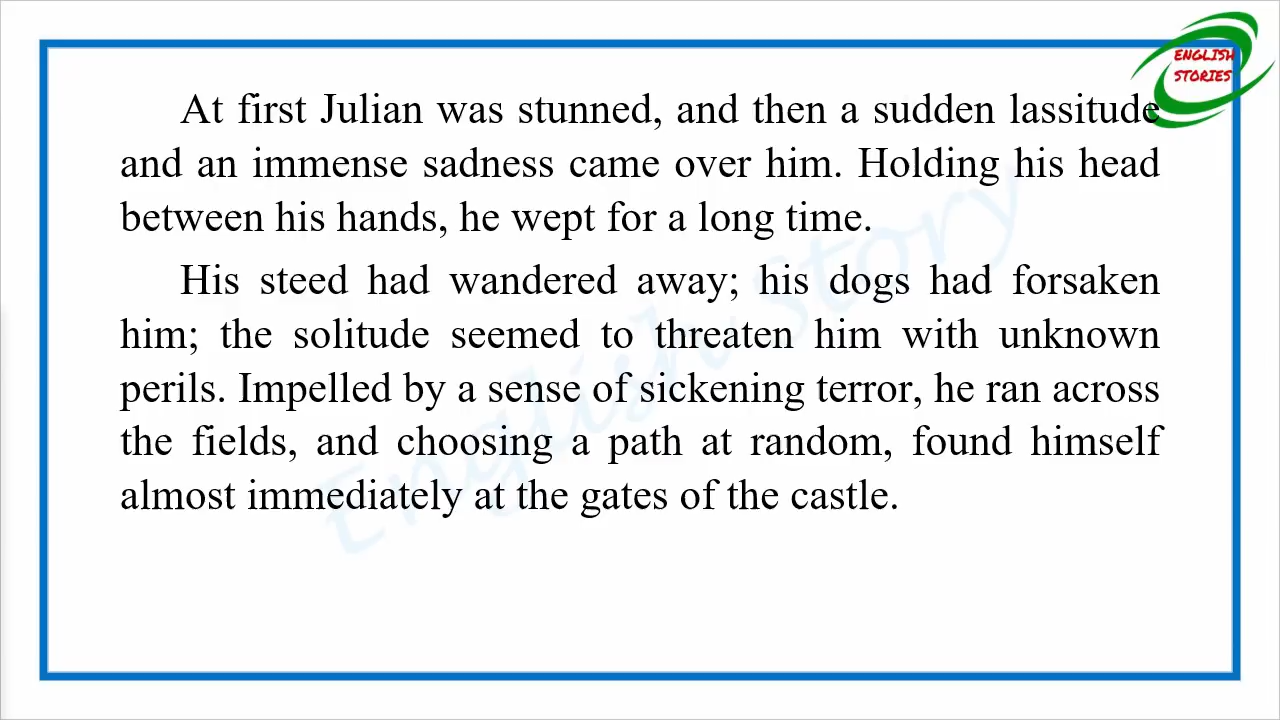 ENGLISH
STORIES
At first Julian was stunned, and then a sudden lassitude
and an immense sadness came over him. Holding his head
between his hands, he wept for a long time.
His steed had wandered away; his dogs had forsaken
him; the solitude seemed to threaten him with unknown
perils. Impelled by a sense of sickening terror, he ran across
the fields, and choosing a path at random, found himself
almost immediately at the gates of the castle.
English Story